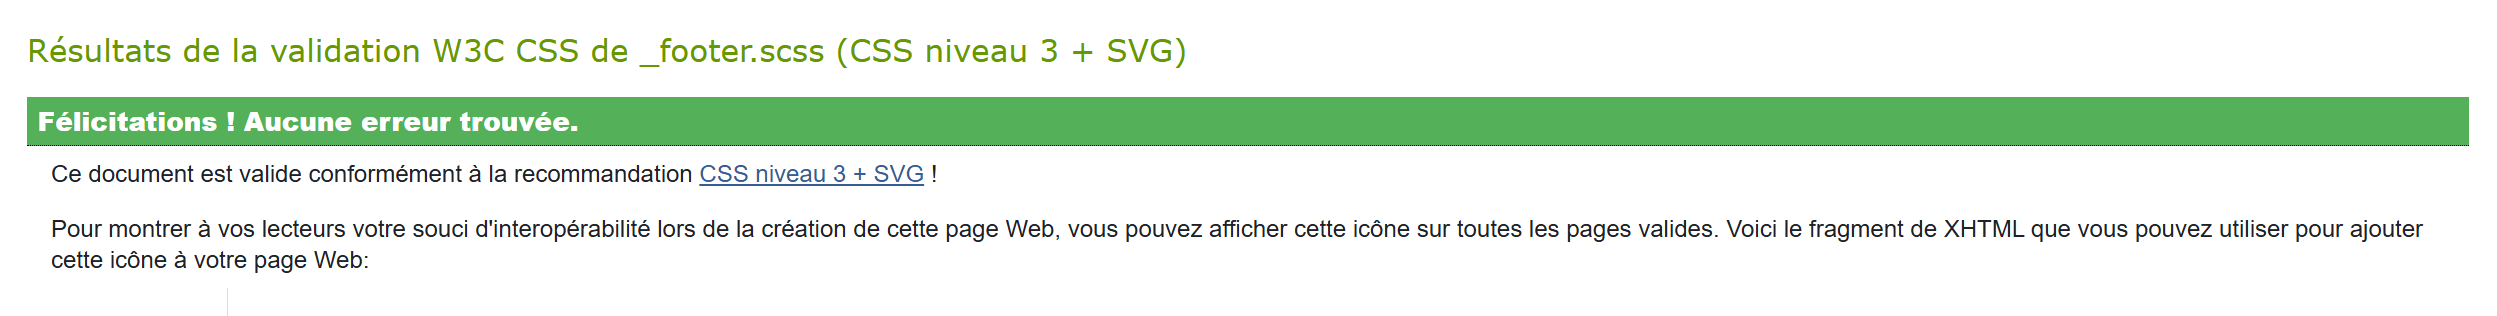 Résultats de la validation W3C CSS de _footer.scss (CSS niveau 3 + SVG)
Félicitations ! Aucune erreur trouvée.
Ce document est valide conformément à la recommandation CSS niveau 3 + SVG !
Pour montrer à vos lecteurs votre souci d'interopérabilité lors de la création de cette page Web, vous pouvez afficher cette icône sur toutes les pages valides. Voici le fragment de XHTML que vous pouvez utiliser pour ajouter
cette icône à votre page Web: